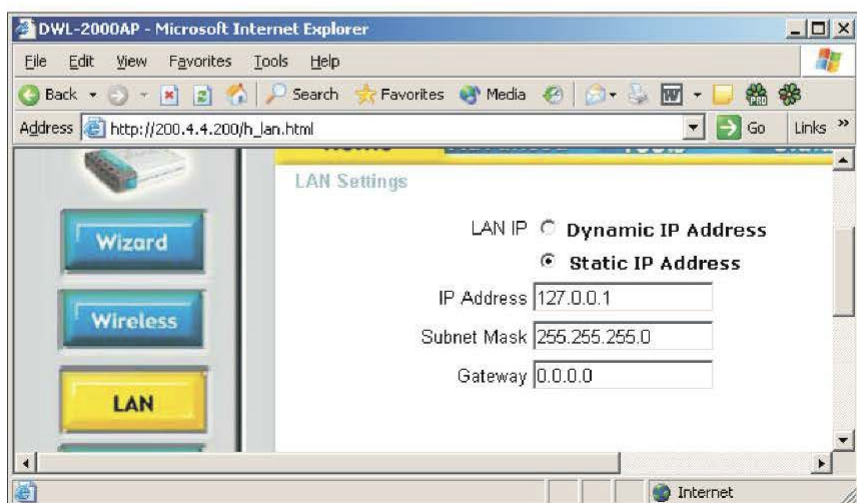 DWL-2000AP - Microsoft Internet Explorer
File Edit View Favorites Tools Help
Back Search Favorites Media
Address http://200.4.4.200/h_lan.html Go Links »
LAN Settings
Wizard
LAN IP Dynamic IP Address
Static IP Address
IP Address 127.0.0.1
Wireless
Subnet Mask 255.255.255.0
Gateway 0.0.0.0
LAN
Internet